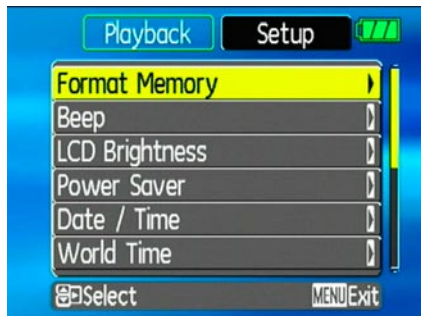 Playback Setup
Format Memory
Beep
LCD Brightness
Power Saver
Date / Time
World Time
Select MENU Exit